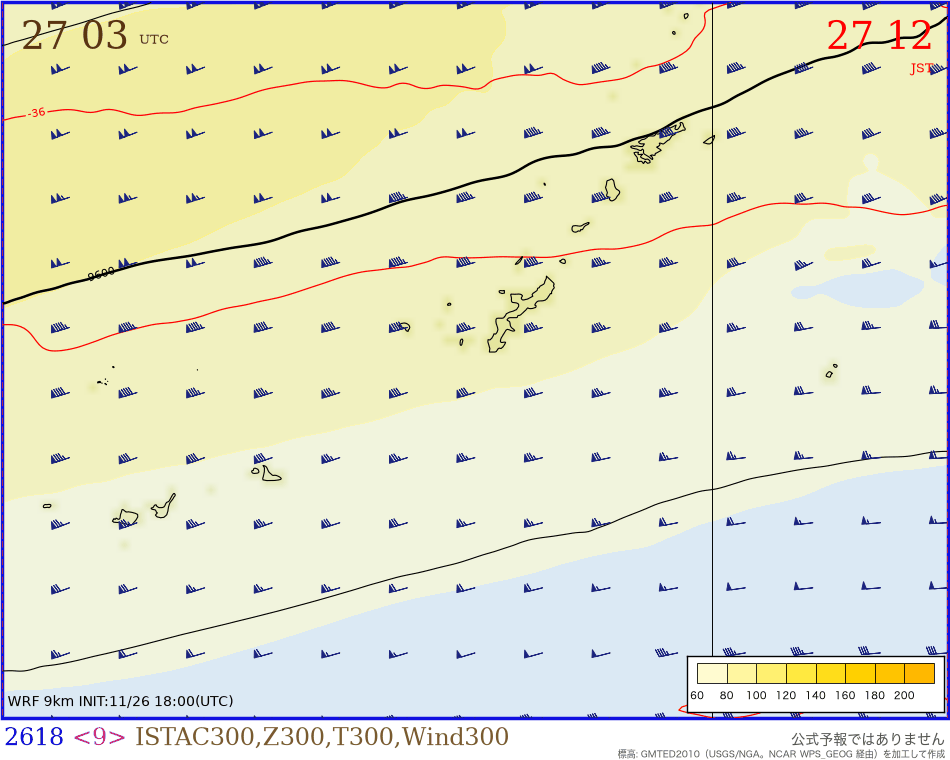 27 03 UTC
27 12
JST
-36
9600
WRF 9km INIT:11/26 18:00(UTC)
60 80 100 120 140 160 180 200
2618 <9> ISTAC300,Z300,T300,Wind300
公式予報ではありません
標高: GMTED2010（USGS/NGA。NCAR WPS_GEOG 経由）を加工して作成